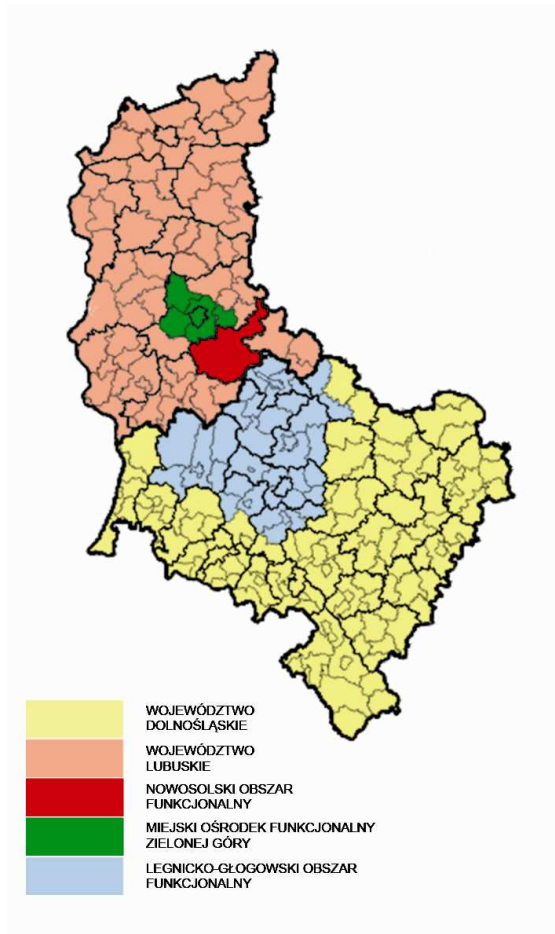 WOJEWÓDZTWO
DOLNOŚLĄSKIE
WOJEWÓDZTWO
LUBUSKIE
NOWOSOLSKI OBSZAR
FUNKCJONALNY
MIEJSKI OŚRODEK FUNKCJONALNY
ZIELONEJ GÓRY
LEGNICKO-GŁOGOWSKI OBSZAR
FUNKCJONALNY